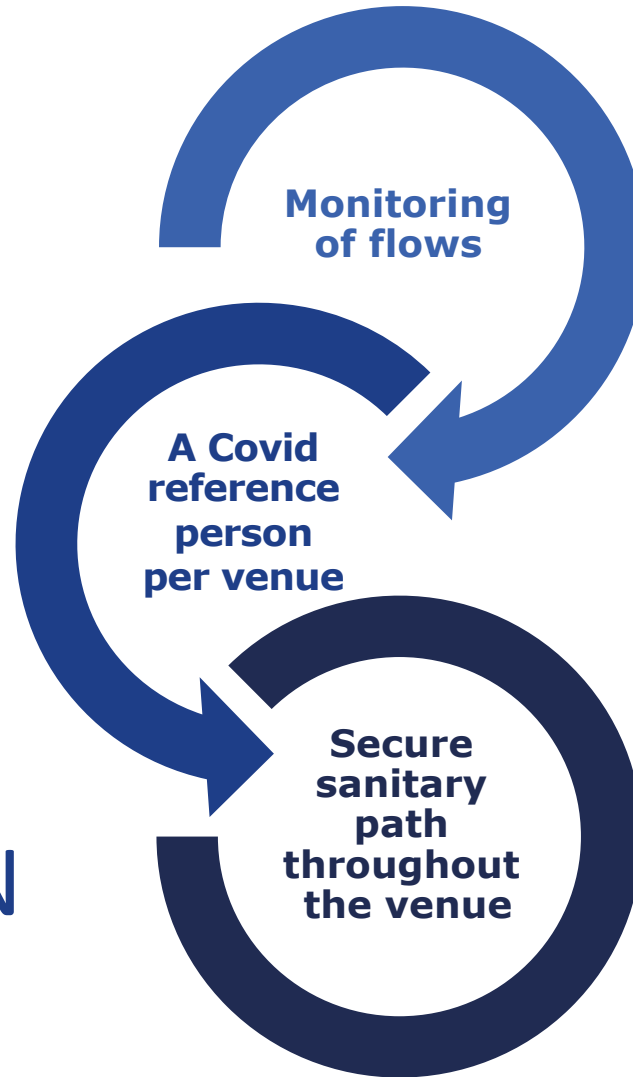 Monitoring
of flows
A Covid
reference
person
per venue
Secure
sanitary
path
throughout
the venue
N